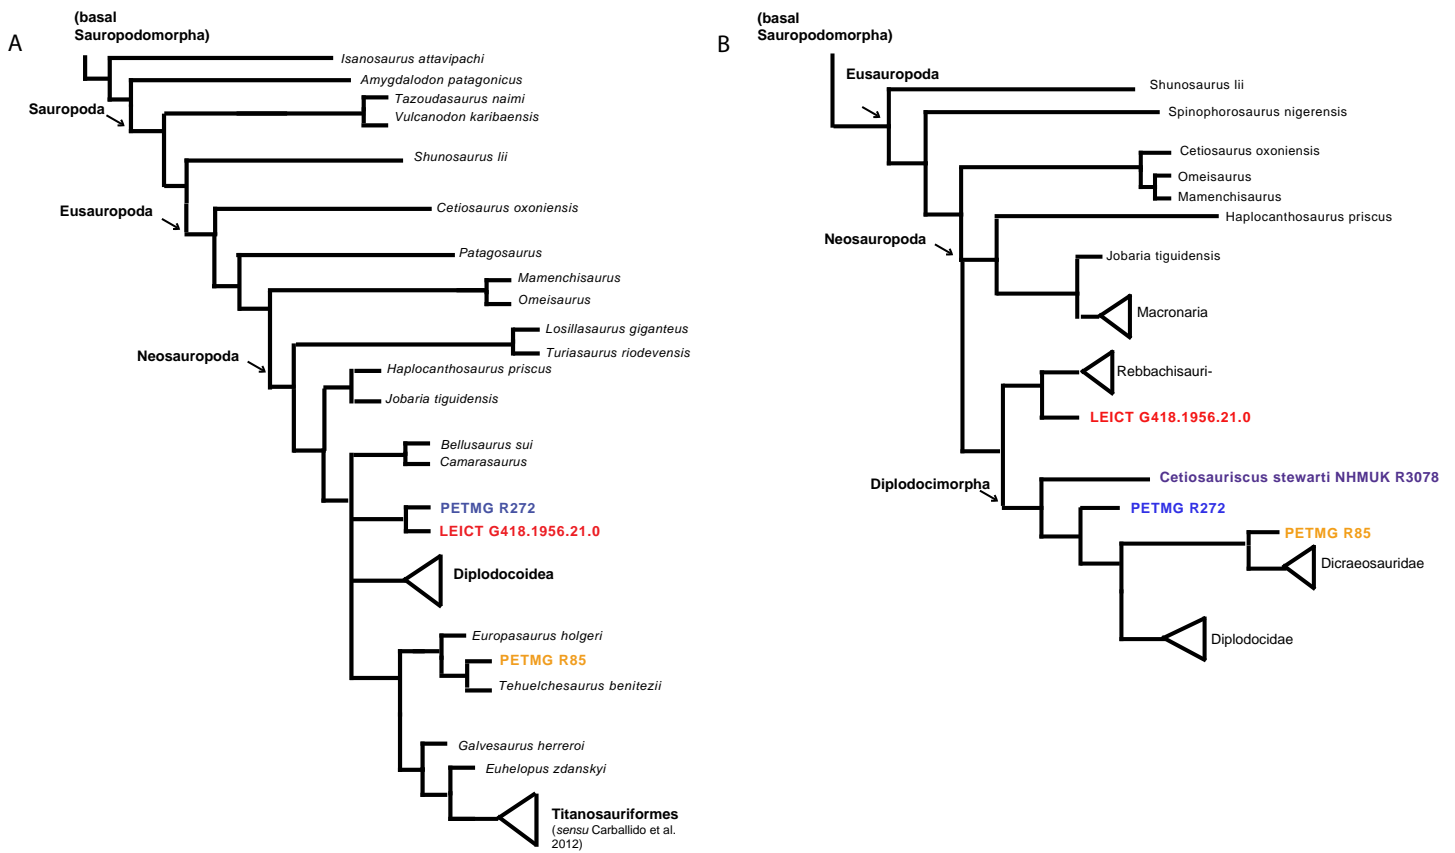 A
(basal
Sauropodomorpha)
Isanosaurus attavipachi
Amygdalodon patagonicus
Tazoudasaurus naimi
Sauropoda
Vulcanodon karibaensis
Shunosaurus lii
Eusauropoda
Cetiosaurus oxoniensis
Patagosaurus
Mamenchisaurus
Omeisaurus
Losillasaurus giganteus
Neosauropoda
Turiasaurus riodevensis
Haplocanthosaurus priscus
Jobaria tiguidensis
Bellusaurus sui
Camarasaurus
PETMG R272
LEICT G418.1956.21.0
Diplodocoidea
Europasaurus holgeri
PETMG R85
Tehuelchesaurus benitezii
Galvesaurus herreroi
Euhelopus zdanskyi
Titanosauriformes
(sensu Carballido et al.
2012)
B
(basal
Sauropodomorpha)
Eusauropoda
Shunosaurus lii
Spinophorosaurus nigerensis
Cetiosaurus oxoniensis
Omeisaurus
Mamenchisaurus
Haplocanthosaurus priscus
Neosauropoda
Jobaria tiguidensis
Macronaria
Rebbachisauri-
LEICT G418.1956.21.0
Cetiosauriscus stewarti NHMUK R3078
Diplodocimorpha
PETMG R272
PETMG R85
Dicraeosauridae
Diplodocidae